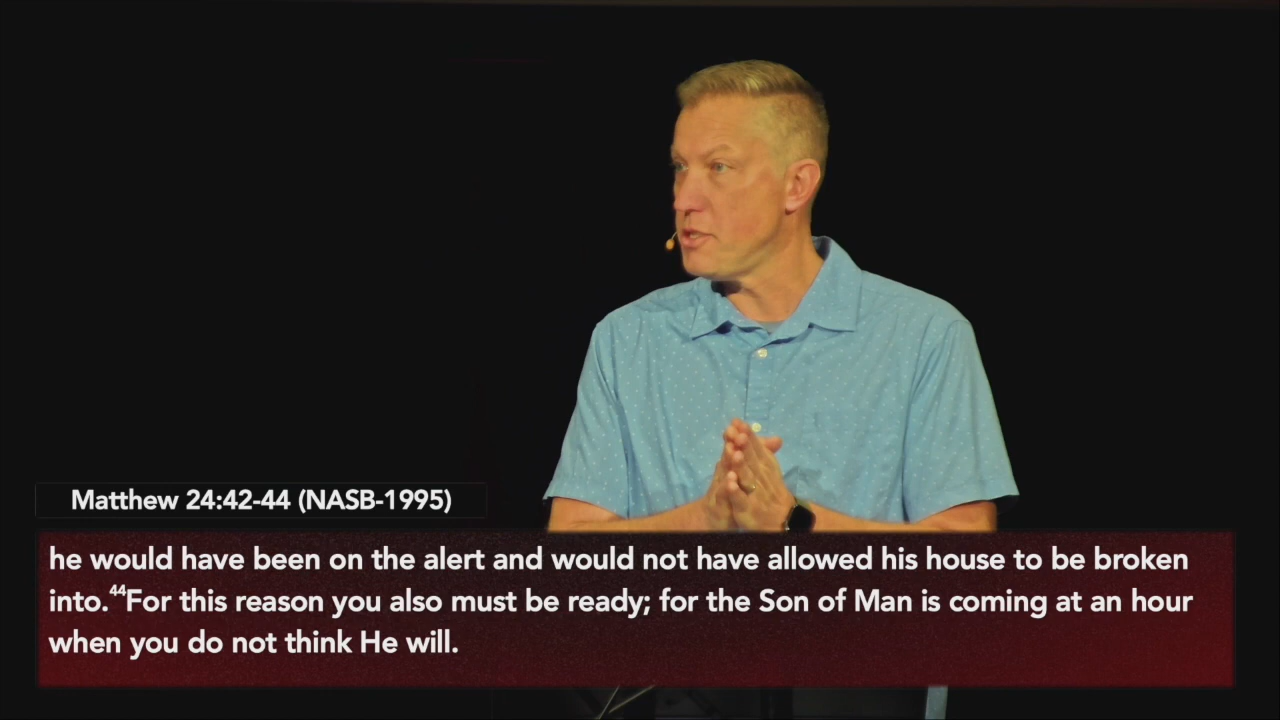 Matthew 24:42-44 (NASB-1995)
he would have been on the alert and would not have allowed his house to be broken
into.⁴⁴For this reason you also must be ready; for the Son of Man is coming at an hour
when you do not think He will.